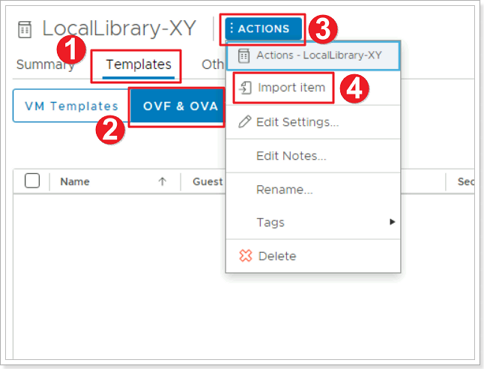 LocalLibrary-XY
ACTIONS
3
1
Summary
Templates
Oth
Actions - LocalLibrary-XY
Import item
4
VM Templates
2
OVF & OVA
Edit Settings...
Edit Notes...
Name
Guest
Sec
Rename...
Tags
Delete